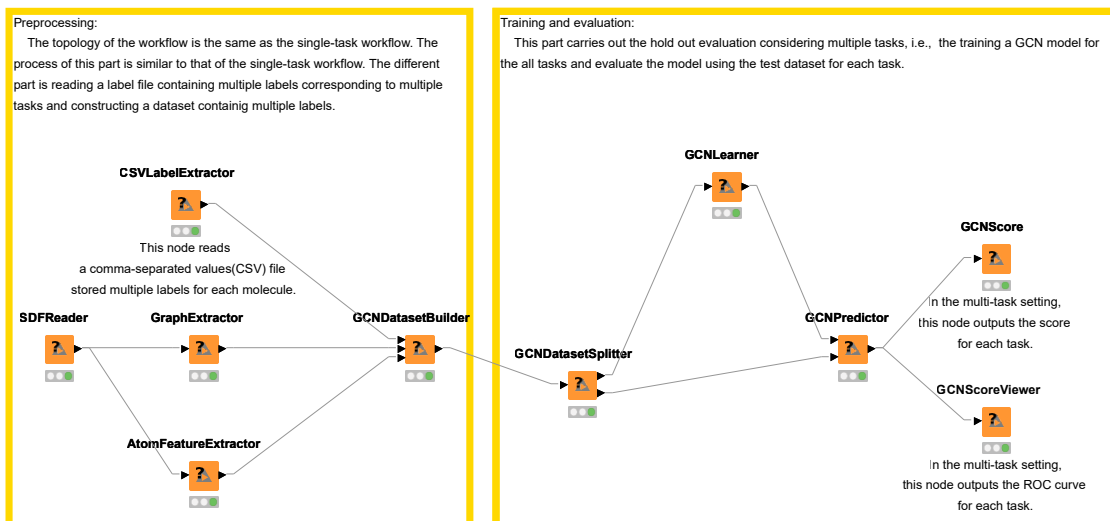 Preprocessing:
The topology of the workflow is the same as the single-task workflow. The
process of this part is similar to that of the single-task workflow. The different
part is reading a label file containing multiple labels corresponding to multiple
tasks and constructing a dataset containig multiple labels.
CSVLabelExtractor
This node reads
a comma-separated values(CSV) file
stored multiple labels for each molecule.
SDFReader
GraphExtractor
GCNDatasetBuilder
AtomFeatureExtractor
Training and evaluation:
This part carries out the hold out evaluation considering multiple tasks, i.e., the training a GCN model for
the all tasks and evaluate the model using the test dataset for each task.
GCNLearner
GCNDatasetSplitter
GCNPredictor
GCNScore
In the multi-task setting,
this node outputs the score
for each task.
GCNScoreViewer
In the multi-task setting,
this node outputs the ROC curve
for each task.